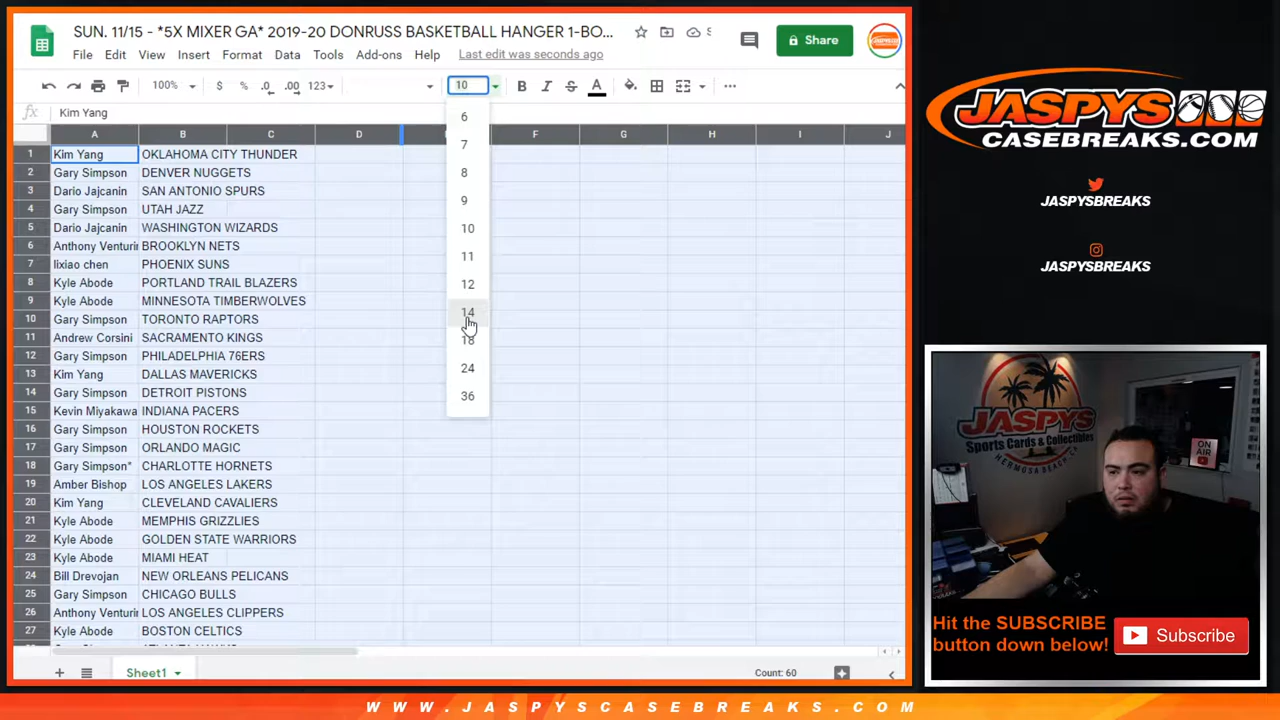 SUN. 11/15 - *5X MIXER GA* 2019-20 DONRUSS BASKETBALL HANGER 1-BO...
File Edit View Insert Format Data Tools Add-ons Help Last edit was seconds ago
Share
100% $ % .0 .00 123 10 B I S A
fx Kim Yang
A B C D F G H I J
1 Kim Yang OKLAHOMA CITY THUNDER
2 Gary Simpson DENVER NUGGETS
3 Dario Jajcanin SAN ANTONIO SPURS
4 Gary Simpson UTAH JAZZ
5 Dario Jajcanin WASHINGTON WIZARDS
6 Anthony Venturin BROOKLYN NETS
7 lixiao chen PHOENIX SUNS
8 Kyle Abode PORTLAND TRAIL BLAZERS
9 Kyle Abode MINNESOTA TIMBERWOLVES
10 Gary Simpson TORONTO RAPTORS
11 Andrew Corsini SACRAMENTO KINGS
12 Gary Simpson PHILADELPHIA 76ERS
13 Kim Yang DALLAS MAVERICKS
14 Gary Simpson DETROIT PISTONS
15 Kevin Miyakawa INDIANA PACERS
16 Gary Simpson HOUSTON ROCKETS
17 Gary Simpson ORLANDO MAGIC
18 Gary Simpson* CHARLOTTE HORNETS
19 Amber Bishop LOS ANGELES LAKERS
20 Kim Yang CLEVELAND CAVALIERS
21 Kyle Abode MEMPHIS GRIZZLIES
22 Kyle Abode GOLDEN STATE WARRIORS
23 Kyle Abode MIAMI HEAT
24 Bill Drevojan NEW ORLEANS PELICANS
25 Gary Simpson CHICAGO BULLS
26 Anthony Venturin LOS ANGELES CLIPPERS
27 Kyle Abode BOSTON CELTICS
6
7
8
9
10
11
12
14
18
24
36
Sheet1
Count: 60
JASPYS
CASEBREAKS.COM
JASPYSBREAKS
JASPYSBREAKS
JASPYS
Sports Cards & Collectibles
HERMOSA BEACH, CA
ON AIR
Hit the SUBSCRIBE
button down below!
Subscribe
WWW.JASPYSCASEBREAKS.COM